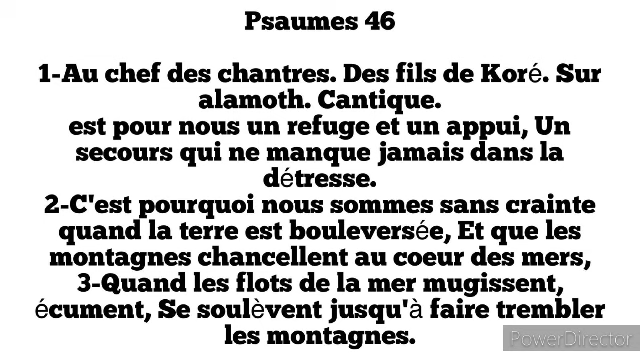 Psaumes 46
1-Au chef des chantres. Des fils de Koré. Sur
alamoth. Cantique.
est pour nous un refuge et un appui, Un
secours qui ne manque jamais dans la
détresse.
2-C'est pourquoi nous sommes sans crainte
quand la terre est bouleversée, Et que les
montagnes chancellent au coeur des mers,
3-Quand les flots de la mer mugissent,
écument, Se soulèvent jusqu'à faire trembler
les montagnes.
PowerDirector